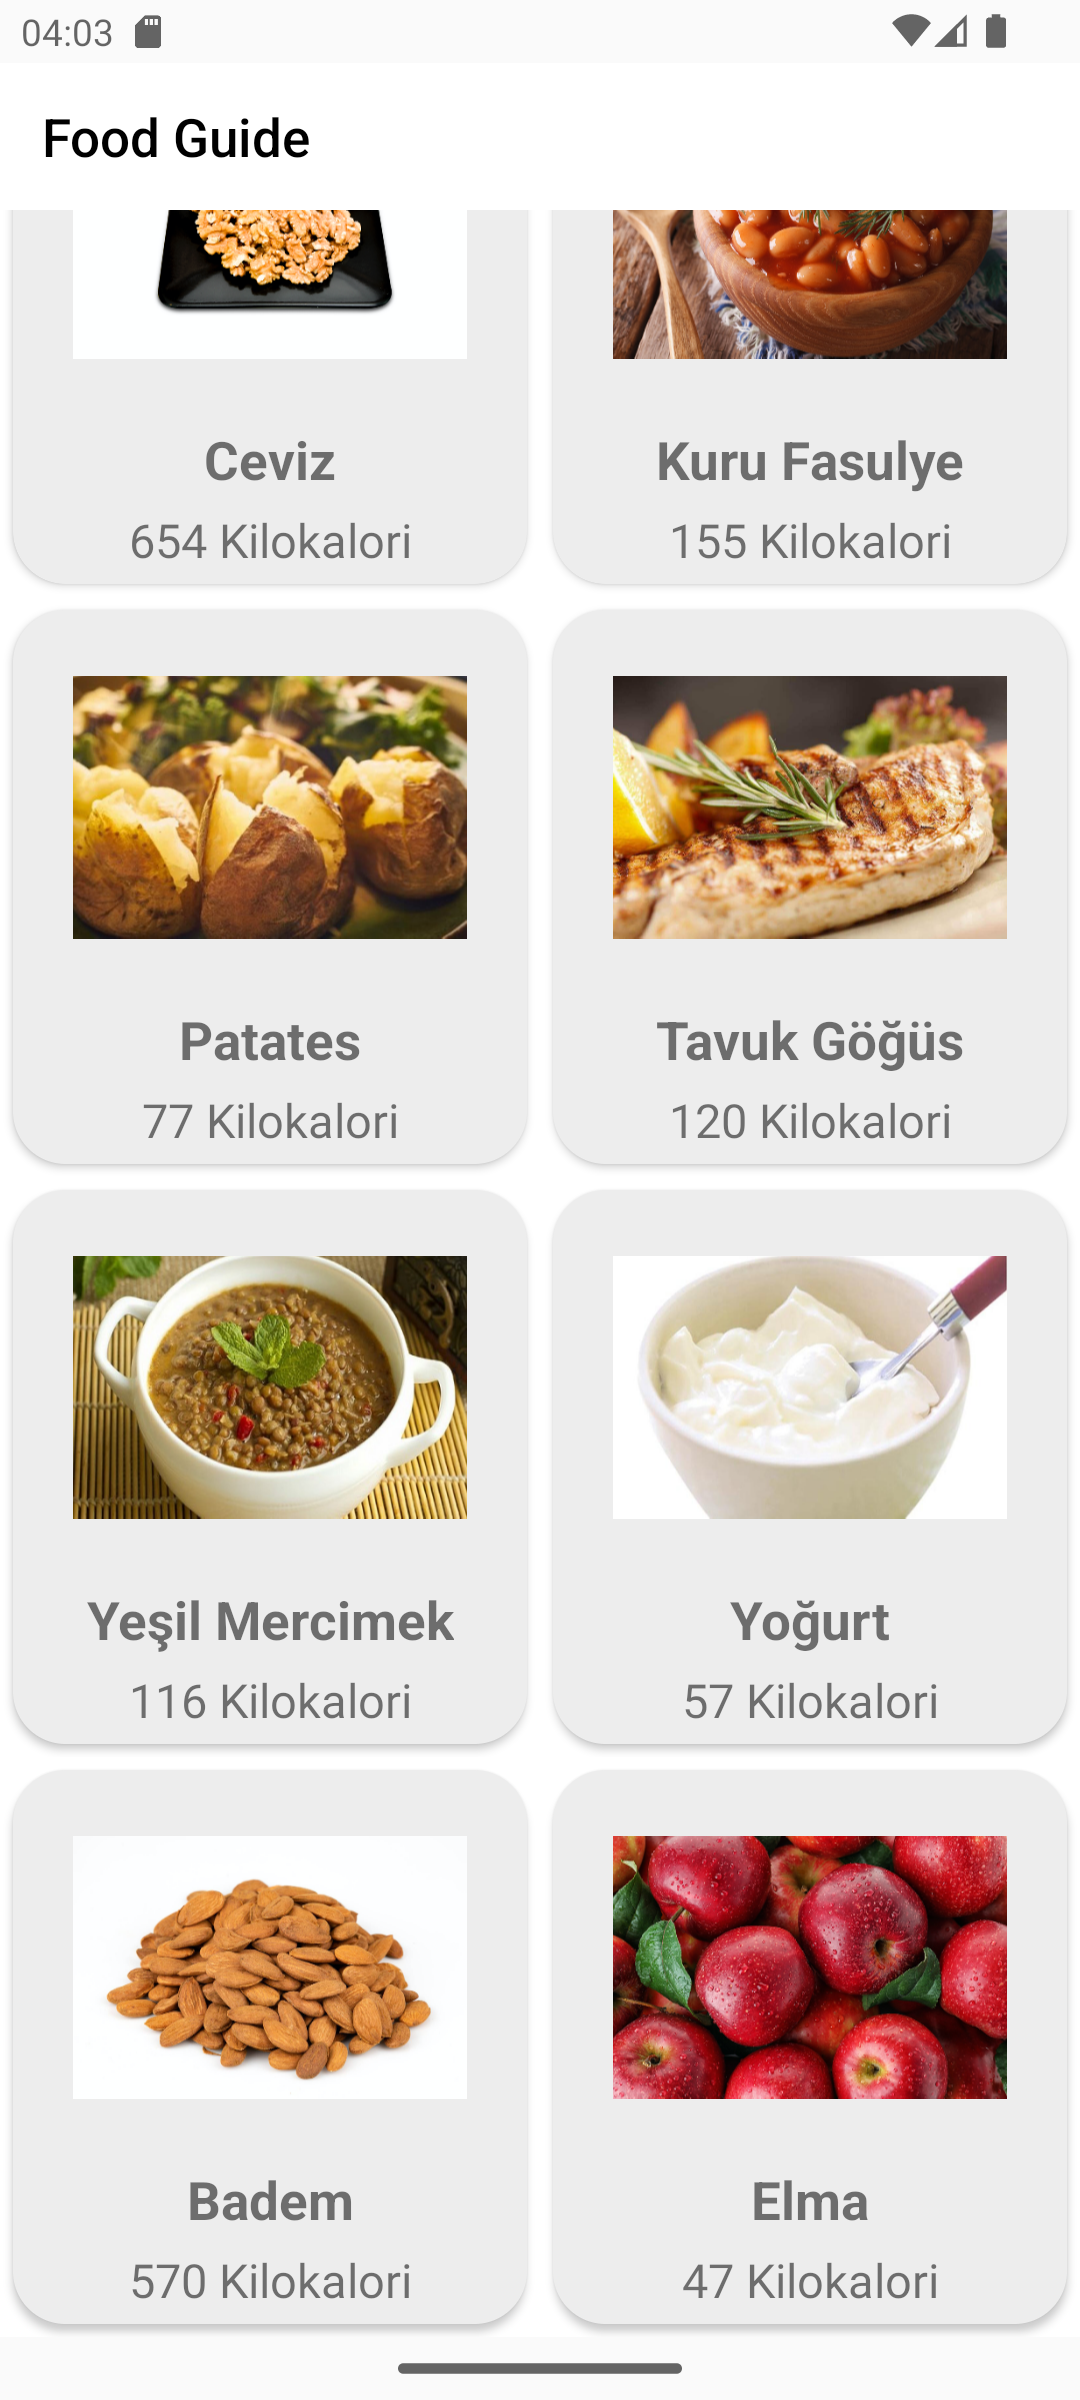 04:03
Food Guide
Ceviz
654 Kilokalori
Kuru Fasulye
155 Kilokalori
Patates
77 Kilokalori
Tavuk Göğüs
120 Kilokalori
Yeşil Mercimek
116 Kilokalori
Yoğurt
57 Kilokalori
Badem
570 Kilokalori
Elma
47 Kilokalori